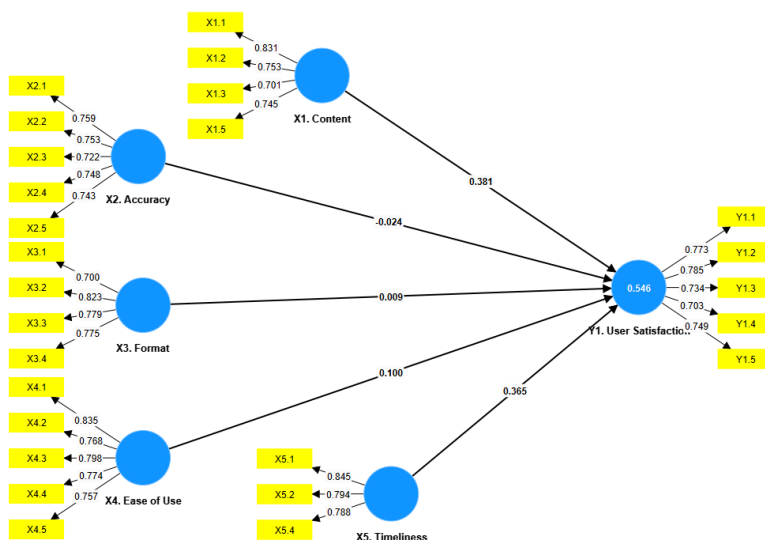 X1.1
0.831
X1.2
0.753
X1.3
0.701
X1.5
0.745
X1. Content
X2.1
0.759
X2.2
0.753
X2.3
0.722
X2.4
0.748
X2.5
0.743
X2. Accuracy
X3.1
0.700
X3.2
0.823
X3.3
0.779
X3.4
0.775
X3. Format
X4.1
0.835
X4.2
0.768
X4.3
0.798
X4.4
0.774
X4.5
0.757
X4. Ease of Use
X5.1
0.845
X5.2
0.794
X5.4
0.788
X5. Timeliness
0.381
-0.024
0.009
0.100
0.365
0.546
Y1. User Satisfactio..
Y1.1
0.773
Y1.2
0.785
Y1.3
0.734
Y1.4
0.703
Y1.5
0.749